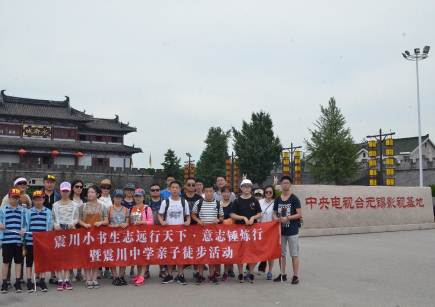 中央电视台无锡影视基地
震川小书生志远行天下·意志锤炼行
暨震川中学亲子徒步活动